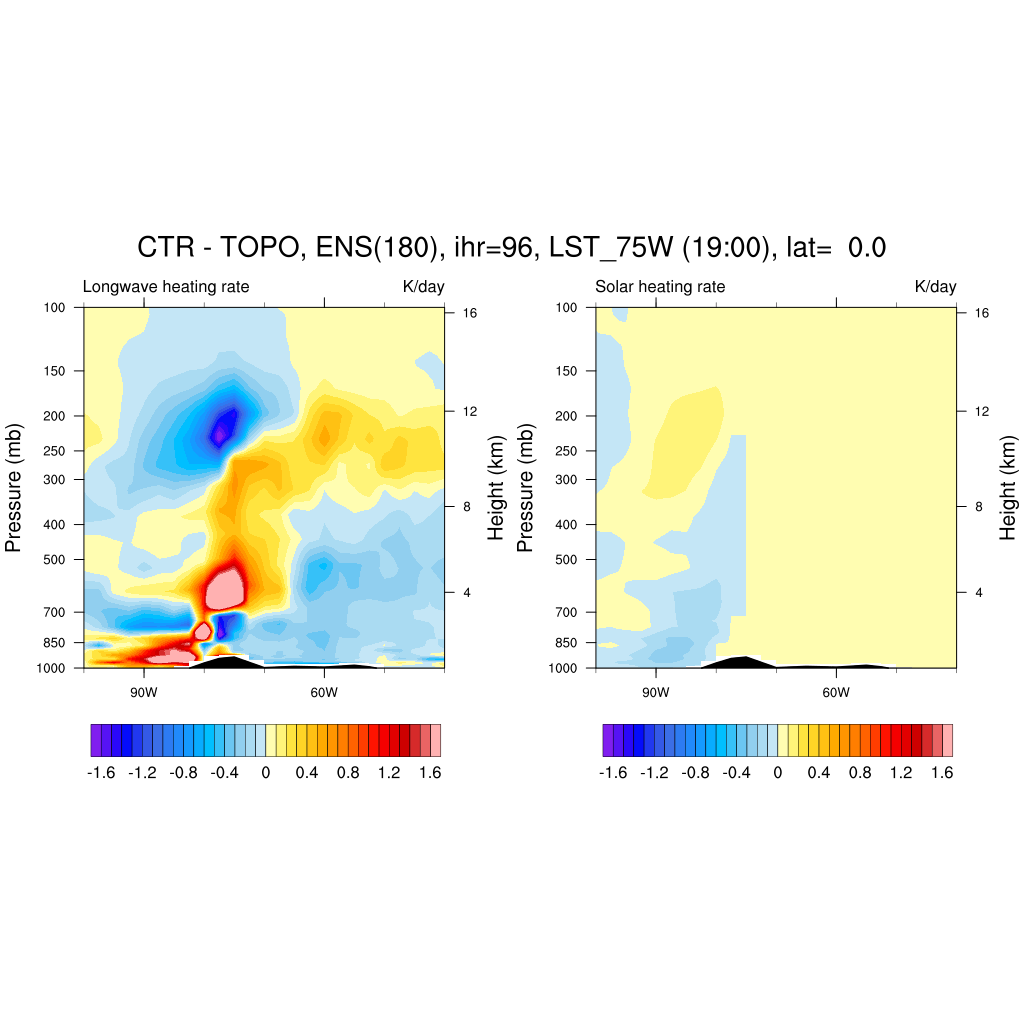 CTR - TOPO, ENS(180), ihr=96, LST_75W (19:00), lat= 0.0
Longwave heating rate K/day
Pressure (mb)
100
150
200
250
300
400
500
700
850
1000
16
12
8
4
Height (km)
90W 60W
-1.6 -1.2 -0.8 -0.4 0 0.4 0.8 1.2 1.6
Solar heating rate K/day
Pressure (mb)
100
150
200
250
300
400
500
700
850
1000
16
12
8
4
Height (km)
90W 60W
-1.6 -1.2 -0.8 -0.4 0 0.4 0.8 1.2 1.6